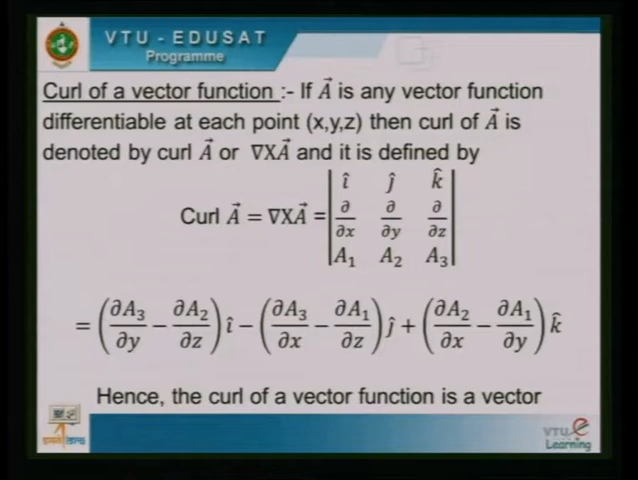 VTU - EDUSAT
Programme
Curl of a vector function :- If A⃗ is any vector function
differentiable at each point (x,y,z) then curl of A⃗ is
denoted by curl A⃗ or ∇XA⃗ and it is defined by
Curl A⃗ = ∇XA⃗ = | î ĵ k̂ |
| ∂/∂x ∂/∂y ∂/∂z |
| A₁ A₂ A₃ |
= (∂A₃/∂y − ∂A₂/∂z) î − (∂A₃/∂x − ∂A₁/∂z) ĵ + (∂A₂/∂x − ∂A₁/∂y) k̂
Hence, the curl of a vector function is a vector
VTU e
Learning